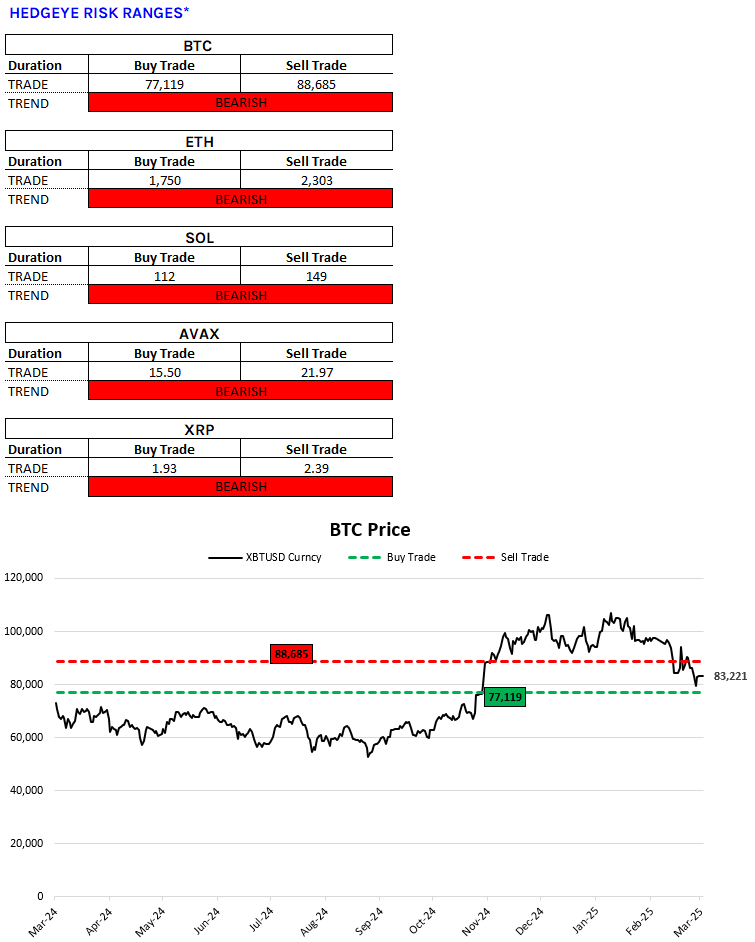 HEDGEYE RISK RANGES*
BTC
Duration Buy Trade Sell Trade
TRADE 77,119 88,685
TREND BEARISH
ETH
Duration Buy Trade Sell Trade
TRADE 1,750 2,303
TREND BEARISH
SOL
Duration Buy Trade Sell Trade
TRADE 112 149
TREND BEARISH
AVAX
Duration Buy Trade Sell Trade
TRADE 15.50 21.97
TREND BEARISH
XRP
Duration Buy Trade Sell Trade
TRADE 1.93 2.39
TREND BEARISH
BTC Price
XBTUSD Curncy Buy Trade Sell Trade
120,000
100,000
88,685
80,000
83,221
77,119
60,000
40,000
20,000
0
Mar-24 Apr-24 May-24 Jun-24 Jul-24 Aug-24 Sep-24 Oct-24 Nov-24 Dec-24 Jan-25 Feb-25 Mar-25